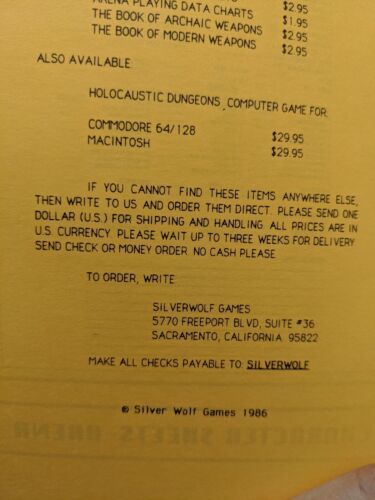 ARENA PLAYING DATA CHARTS $2.95
THE BOOK OF ARCHAIC WEAPONS $1.95
THE BOOK OF MODERN WEAPONS $2.95
$2.95
ALSO AVAILABLE:
HOLOCAUSTIC DUNGEONS, COMPUTER GAME FOR:
COMMODORE 64/128 $29.95
MACINTOSH $29.95
IF YOU CANNOT FIND THESE ITEMS ANYWHERE ELSE,
THEN WRITE TO US AND ORDER THEM DIRECT. PLEASE SEND ONE
DOLLAR (U.S.) FOR SHIPPING AND HANDLING. ALL PRICES ARE IN
U.S. CURRENCY. PLEASE WAIT UP TO THREE WEEKS FOR DELIVERY.
SEND CHECK OR MONEY ORDER. NO CASH PLEASE.
TO ORDER, WRITE:
SILVERWOLF GAMES
5770 FREEPORT BLVD, SUITE #36
SACRAMENTO, CALIFORNIA 95822
MAKE ALL CHECKS PAYABLE TO: SILVERWOLF
© Silver Wolf Games 1986
CHARACTER SHEETS ARENA